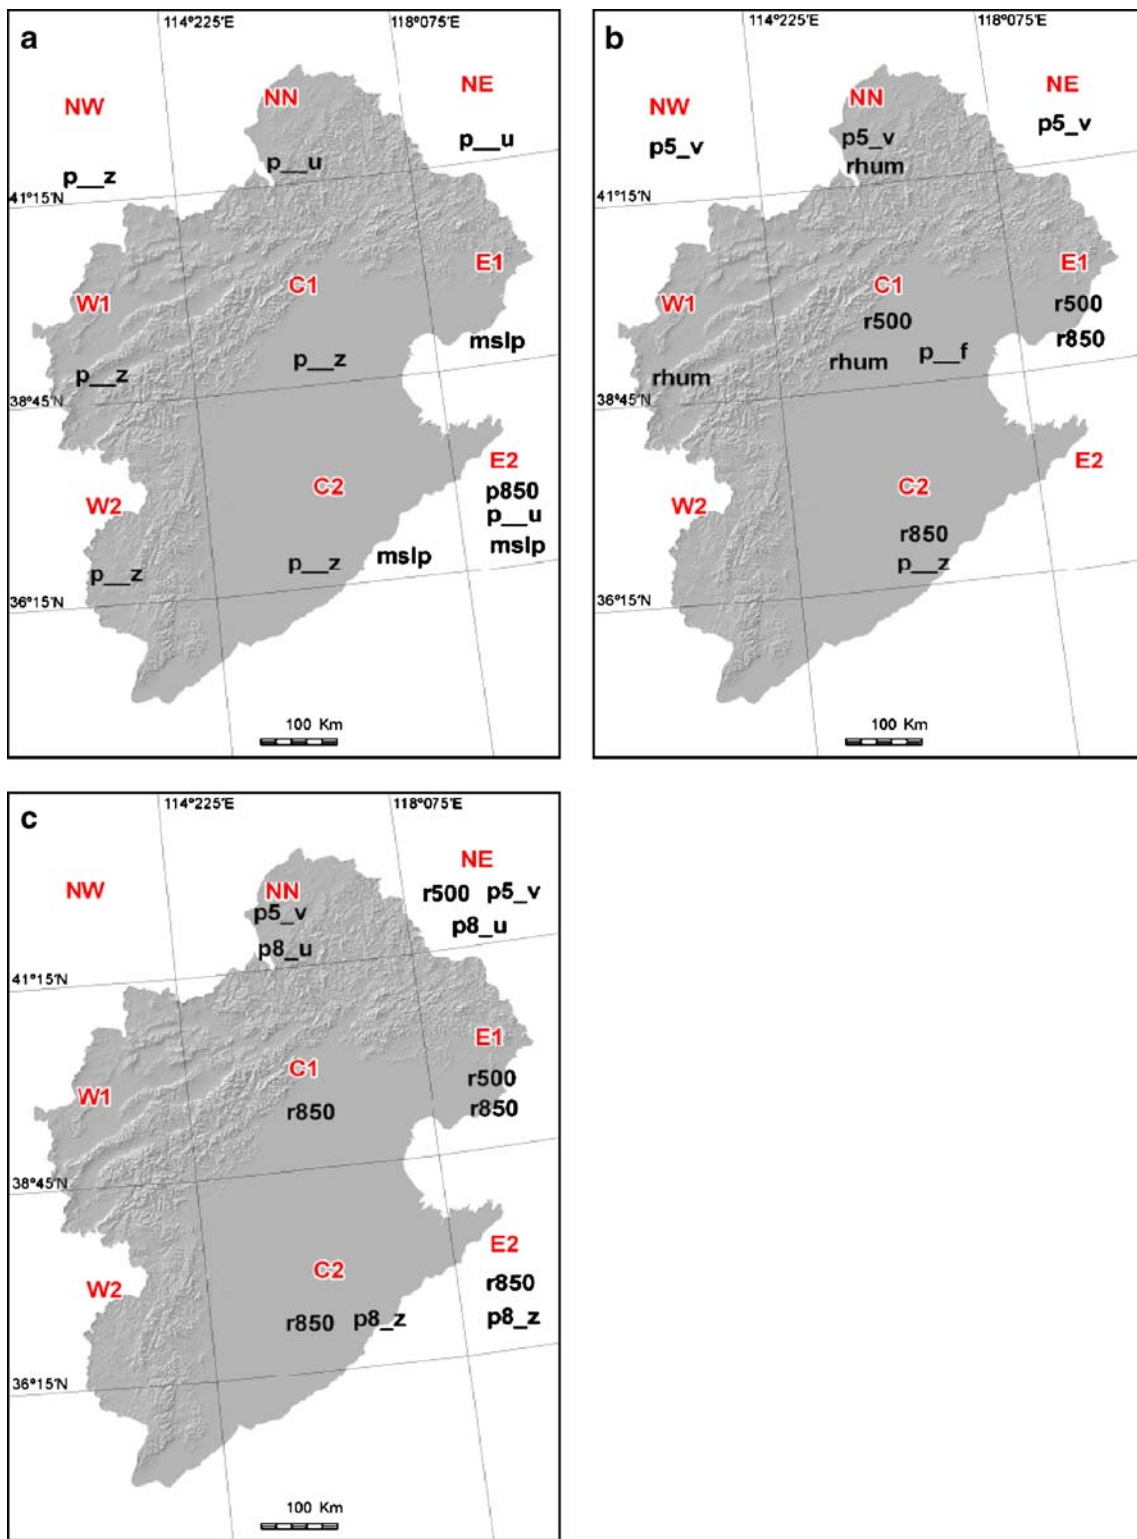 a
114°225'E
118°075'E
NW
NN
NE
p__z
p__u
p__u
41°15'N
W1
C1
E1
p__z
p__z
mslp
38°45'N
W2
C2
E2
p850
p__u
mslp
p__z
p__z
mslp
36°15'N
100 Km
b
114°225'E
118°075'E
NW
NN
NE
p5_v
p5_v
rhum
p5_v
41°15'N
W1
C1
E1
r500
r500
r850
rhum
rhum
p__f
38°45'N
W2
C2
E2
r850
p__z
36°15'N
100 Km
c
114°225'E
118°075'E
NW
NN
NE
p5_v
p8_u
r500 p5_v
p8_u
41°15'N
W1
C1
E1
r850
r500
r850
38°45'N
W2
C2
E2
r850 p8_z
r850
p8_z
36°15'N
100 Km